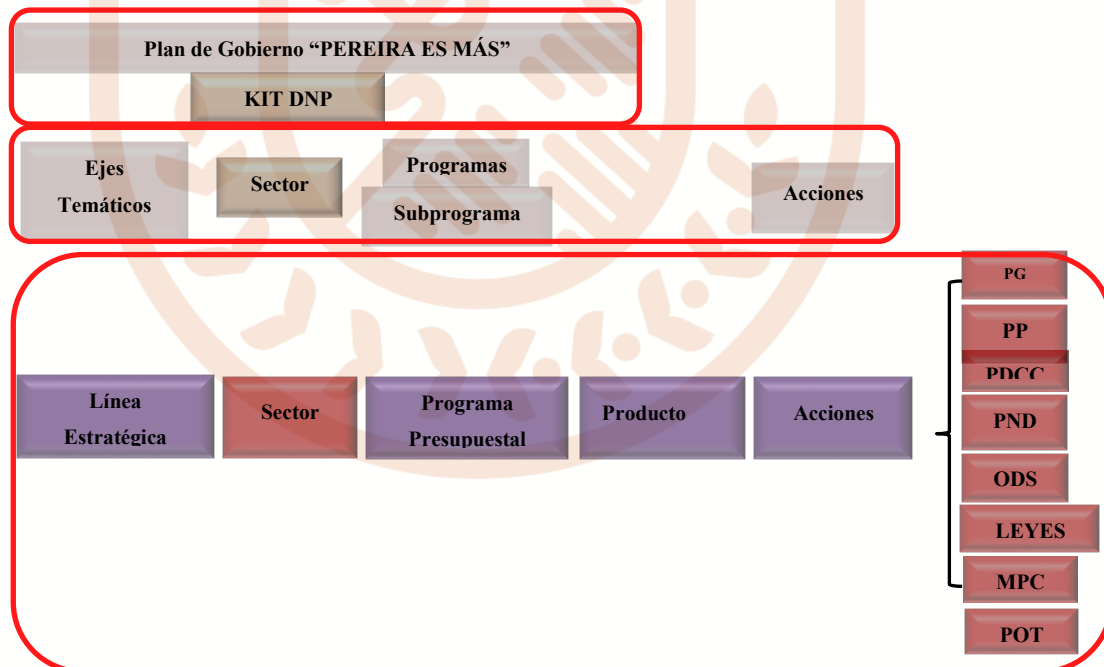 Plan de Gobierno “PEREIRA ES MÁS”
KIT DNP
Ejes
Temáticos
Sector
Programas
Subprograma
Acciones
Línea
Estratégica
Sector
Programa
Presupuestal
Producto
Acciones
PG
PP
PDCC
PND
ODS
LEYES
MPC
POT